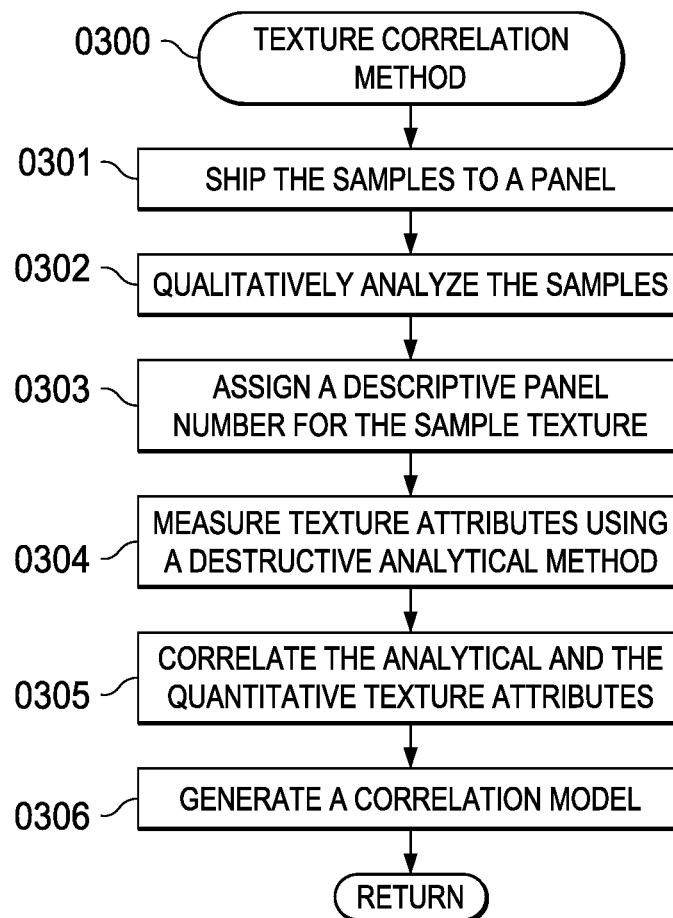 0300
TEXTURE CORRELATION
METHOD
0301
SHIP THE SAMPLES TO A PANEL
0302
QUALITATIVELY ANALYZE THE SAMPLES
0303
ASSIGN A DESCRIPTIVE PANEL
NUMBER FOR THE SAMPLE TEXTURE
0304
MEASURE TEXTURE ATTRIBUTES USING
A DESTRUCTIVE ANALYTICAL METHOD
0305
CORRELATE THE ANALYTICAL AND THE
QUANTITATIVE TEXTURE ATTRIBUTES
0306
GENERATE A CORRELATION MODEL
RETURN